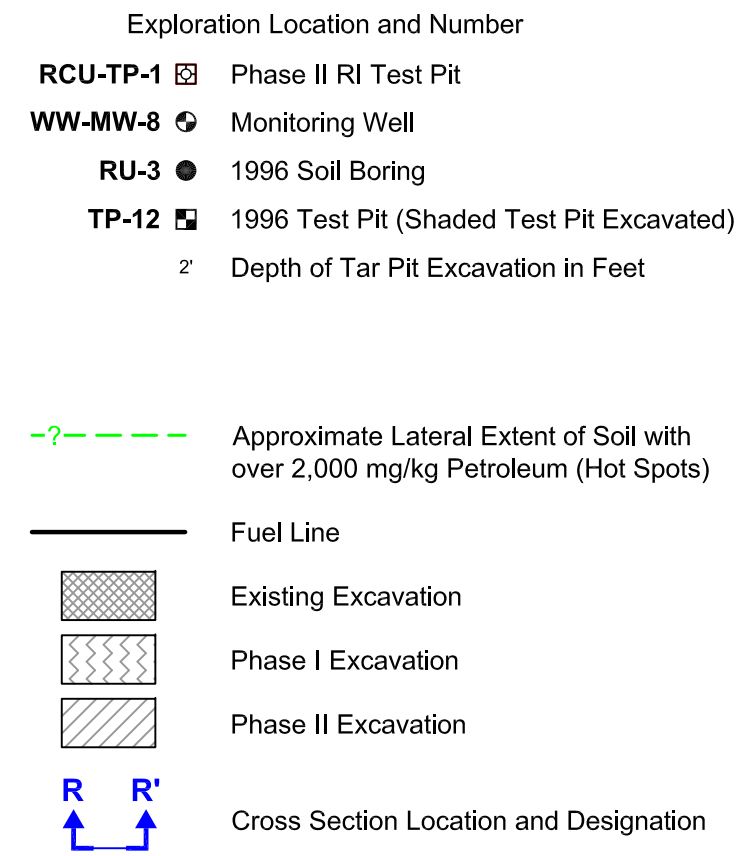 Exploration Location and Number
RCU-TP-1 Phase II RI Test Pit
WW-MW-8 Monitoring Well
RU-3 1996 Soil Boring
TP-12 1996 Test Pit (Shaded Test Pit Excavated)
2' Depth of Tar Pit Excavation in Feet
? Approximate Lateral Extent of Soil with
over 2,000 mg/kg Petroleum (Hot Spots)
Fuel Line
Existing Excavation
Phase I Excavation
Phase II Excavation
R R'
Cross Section Location and Designation